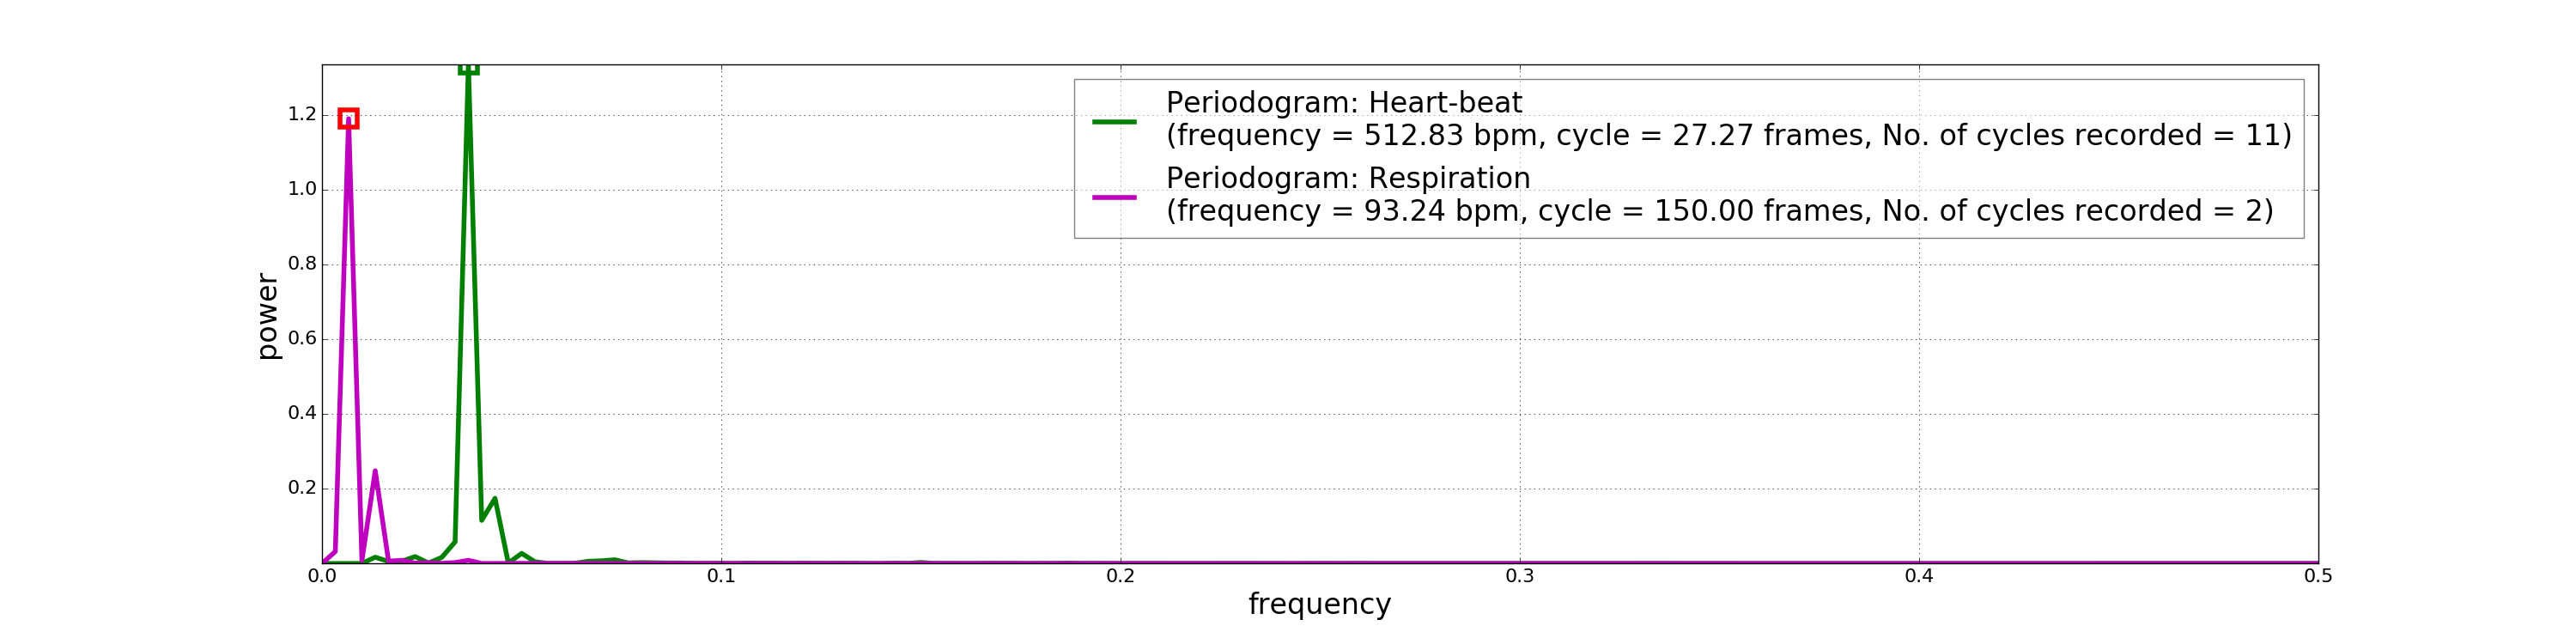 Periodogram: Heart-beat
(frequency = 512.83 bpm, cycle = 27.27 frames, No. of cycles recorded = 11)
Periodogram: Respiration
(frequency = 93.24 bpm, cycle = 150.00 frames, No. of cycles recorded = 2)
power
1.2
1.0
0.8
0.6
0.4
0.2
0.0 0.1 0.2 0.3 0.4 0.5
frequency